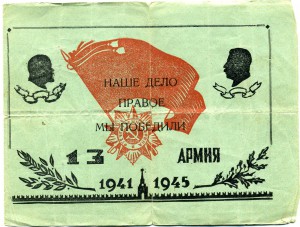 НАШЕ ДЕЛО
ПРАВОЕ
МЫ ПОБЕДИЛИ
13 АРМИЯ
1941 1945